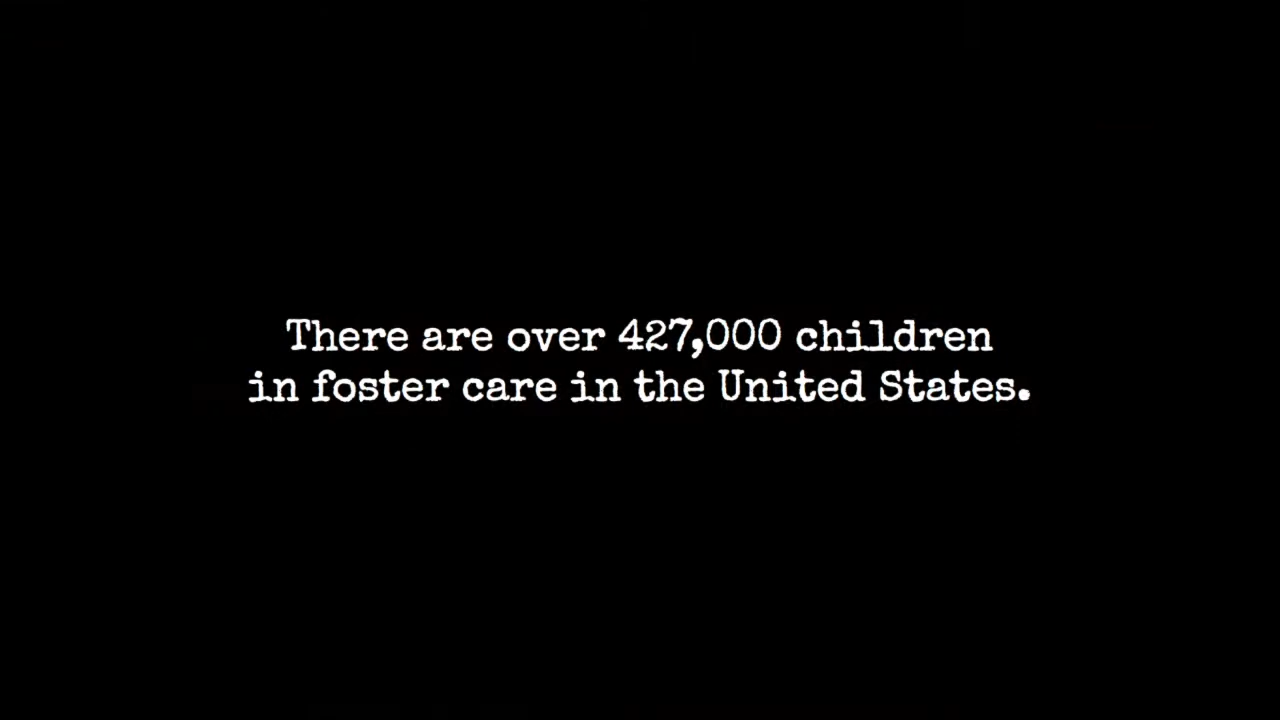 There are over 427,000 children
in foster care in the United States.